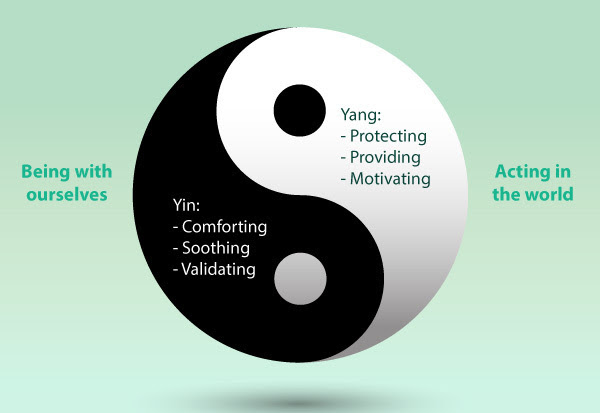 Being with
ourselves
Yin:
- Comforting
- Soothing
- Validating
Yang:
- Protecting
- Providing
- Motivating
Acting in
the world